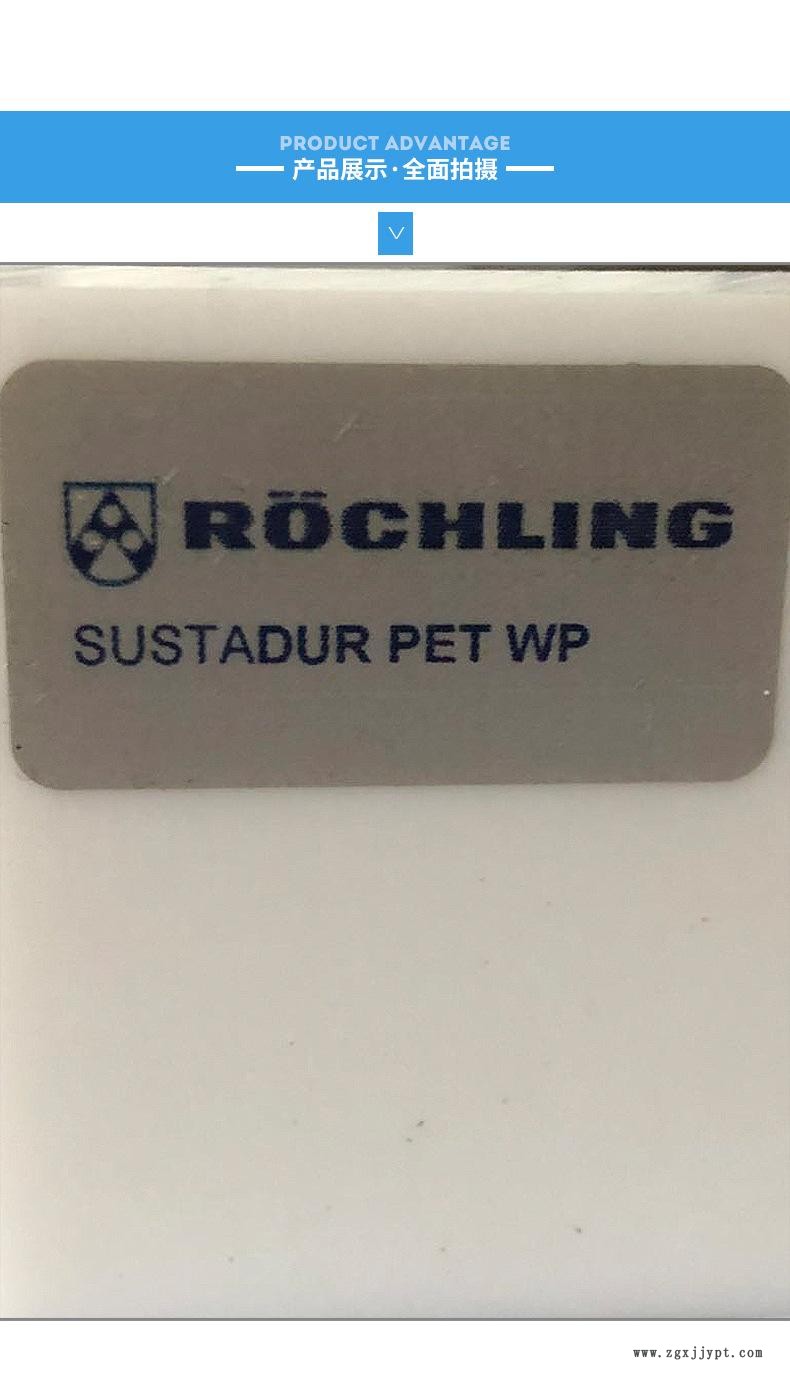 PRODUCT ADVANTAGE
产品展示·全面拍摄
RÖCHLING
SUSTADUR PET WP
www.zgxjjypt.com